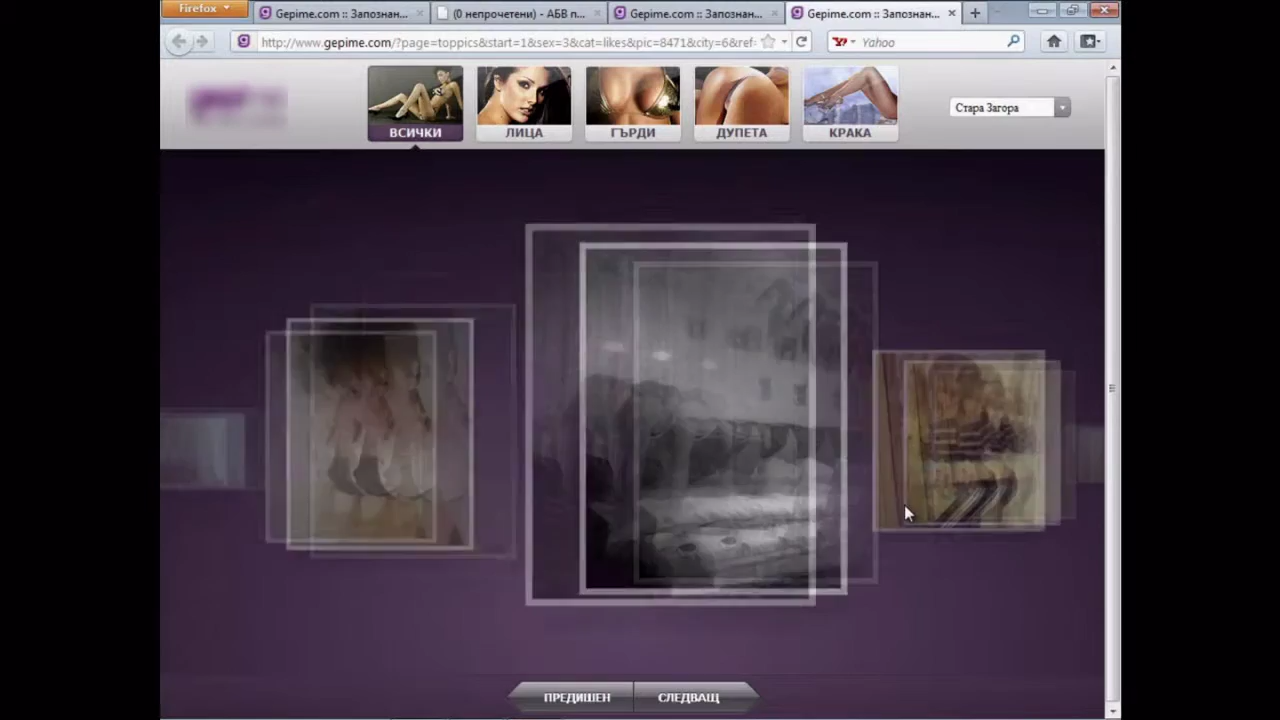 Firefox
Gepime.com :: Запознан...
(0 непрочетени) - АБВ п...
Gepime.com :: Запознан...
Gepime.com :: Запознан...
http://www.gepime.com/?page=toppics&start=1&sex=3&cat=likes&pic=8471&city=6&ref=
Yahoo
ВСИЧКИ
ЛИЦА
ГЪРДИ
ДУПЕТА
КРАКА
Стара Загора
ПРЕДИШЕН
СЛЕДВАЩ